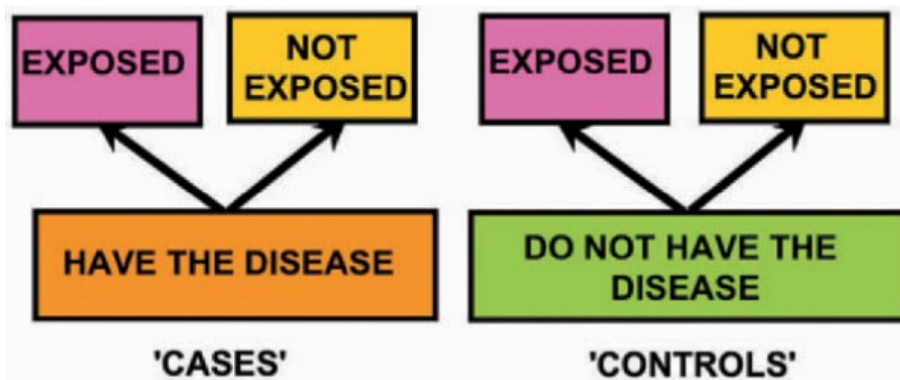 EXPOSED
NOT
EXPOSED
EXPOSED
NOT
EXPOSED
HAVE THE DISEASE
DO NOT HAVE THE
DISEASE
'CASES'
'CONTROLS'